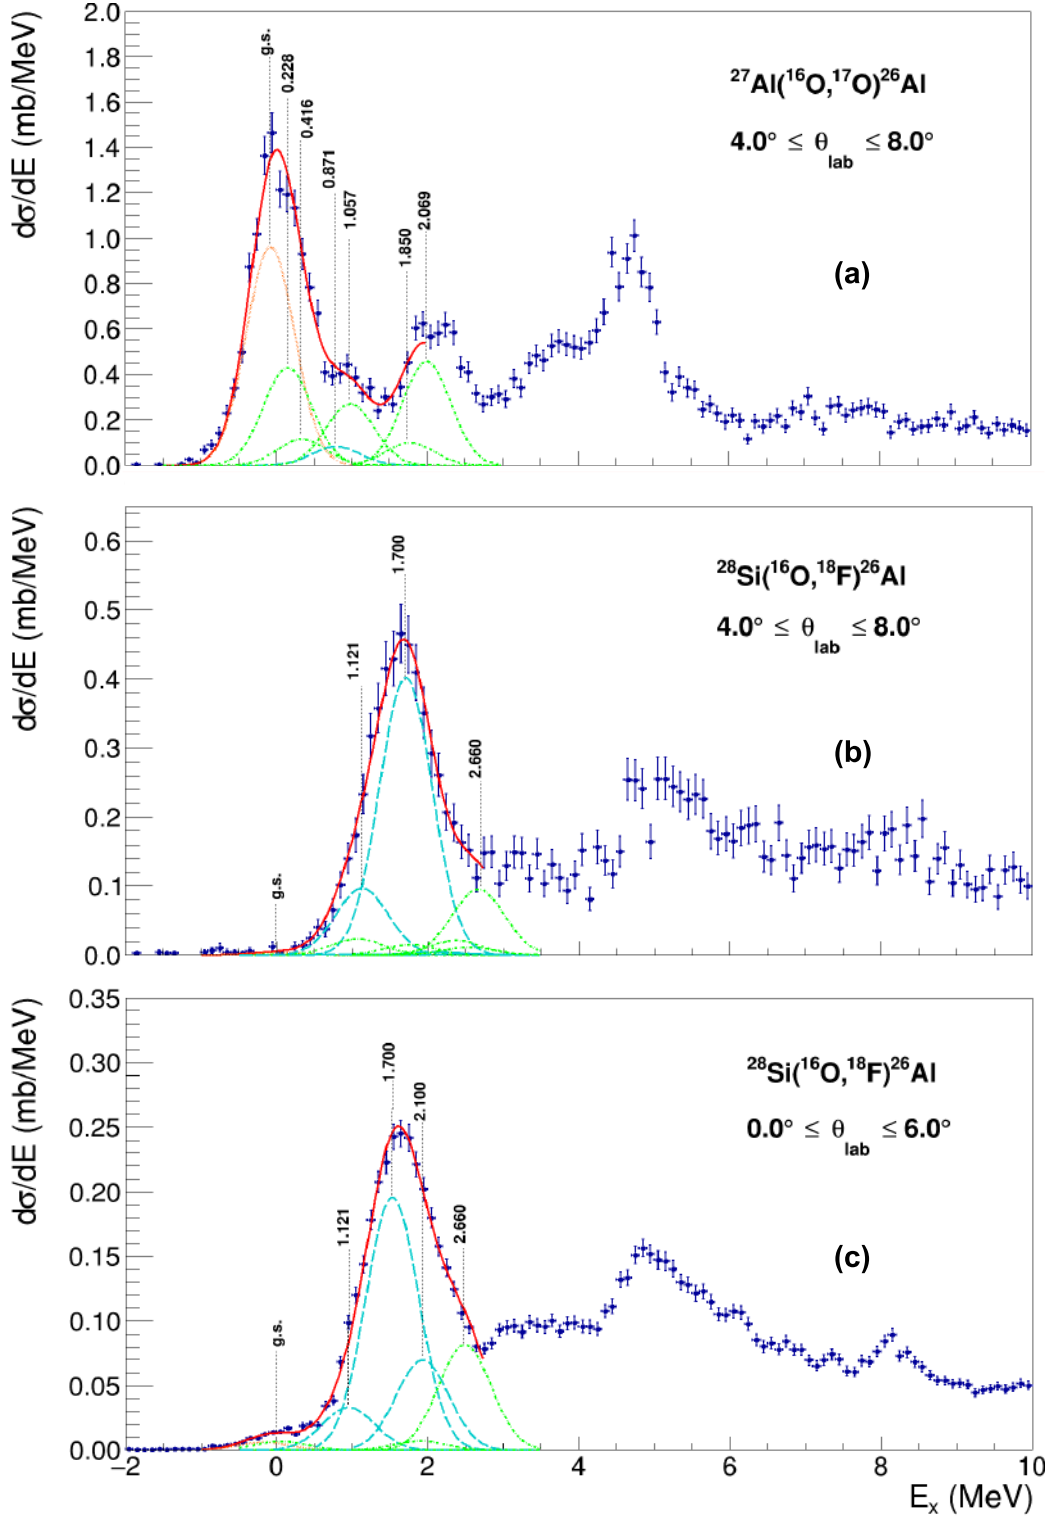 dσ/dE (mb/MeV)
2.0
1.8
1.6
1.4
1.2
1.0
0.8
0.6
0.4
0.2
0.0
g.s.
0.228
0.416
0.871
1.057
1.850
2.069
²⁷Al(¹⁶O,¹⁷O)²⁶Al
4.0° ≤ θ_lab ≤ 8.0°
(a)
dσ/dE (mb/MeV)
0.6
0.5
0.4
0.3
0.2
0.1
0.0
g.s.
1.121
1.700
2.660
²⁸Si(¹⁶O,¹⁸F)²⁶Al
4.0° ≤ θ_lab ≤ 8.0°
(b)
dσ/dE (mb/MeV)
0.35
0.30
0.25
0.20
0.15
0.10
0.05
0.00
g.s.
1.121
1.700
2.100
2.660
²⁸Si(¹⁶O,¹⁸F)²⁶Al
0.0° ≤ θ_lab ≤ 6.0°
(c)
−2 0 2 4 6 8 10
E_x (MeV)